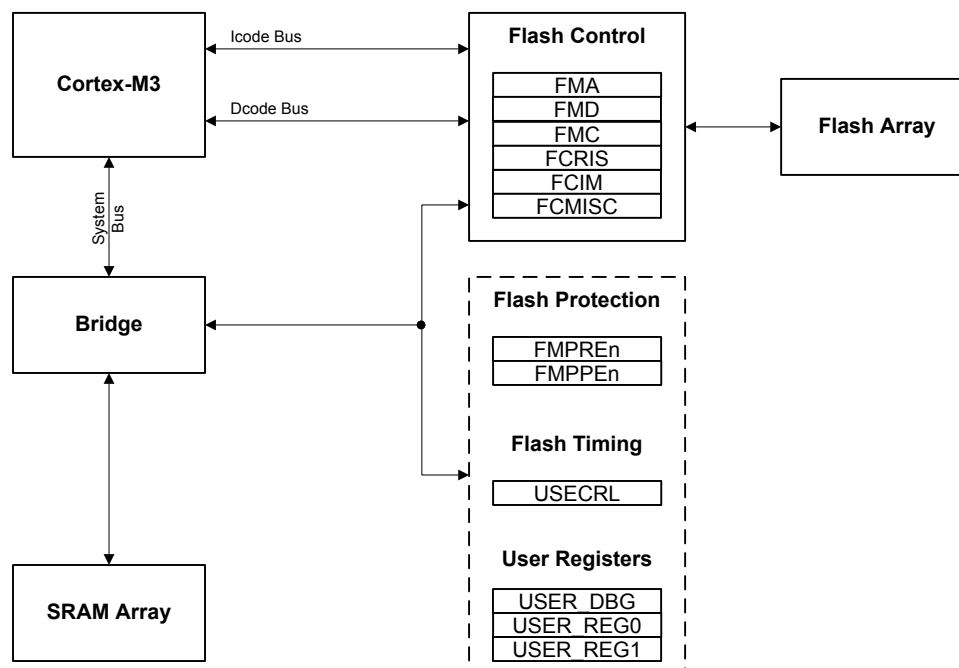 Icode Bus
Flash Control
Cortex-M3
FMA
Dcode Bus
FMD
Flash Array
FMC
FCRIS
FCIM
System
Bus
FCMISC
Flash Protection
Bridge
FMPREn
FMPPEn
Flash Timing
USECRL
User Registers
USER_DBG
SRAM Array
USER_REG0
USER_REG1